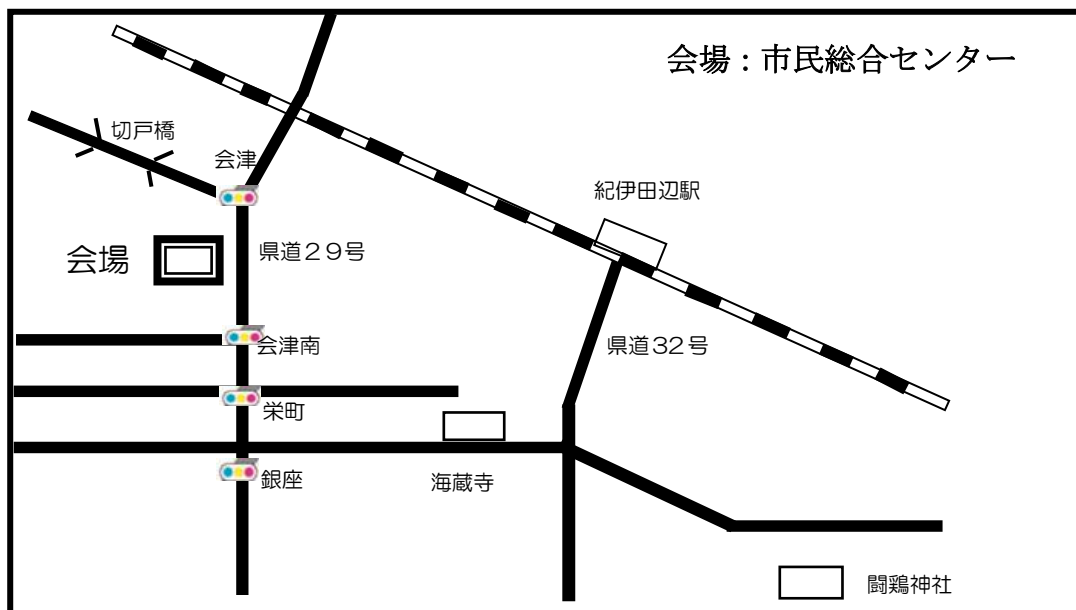 会場：市民総合センター
切戸橋
会津
紀伊田辺駅
会場
県道２９号
会津南
県道３２号
栄町
銀座
海蔵寺
闘鶏神社